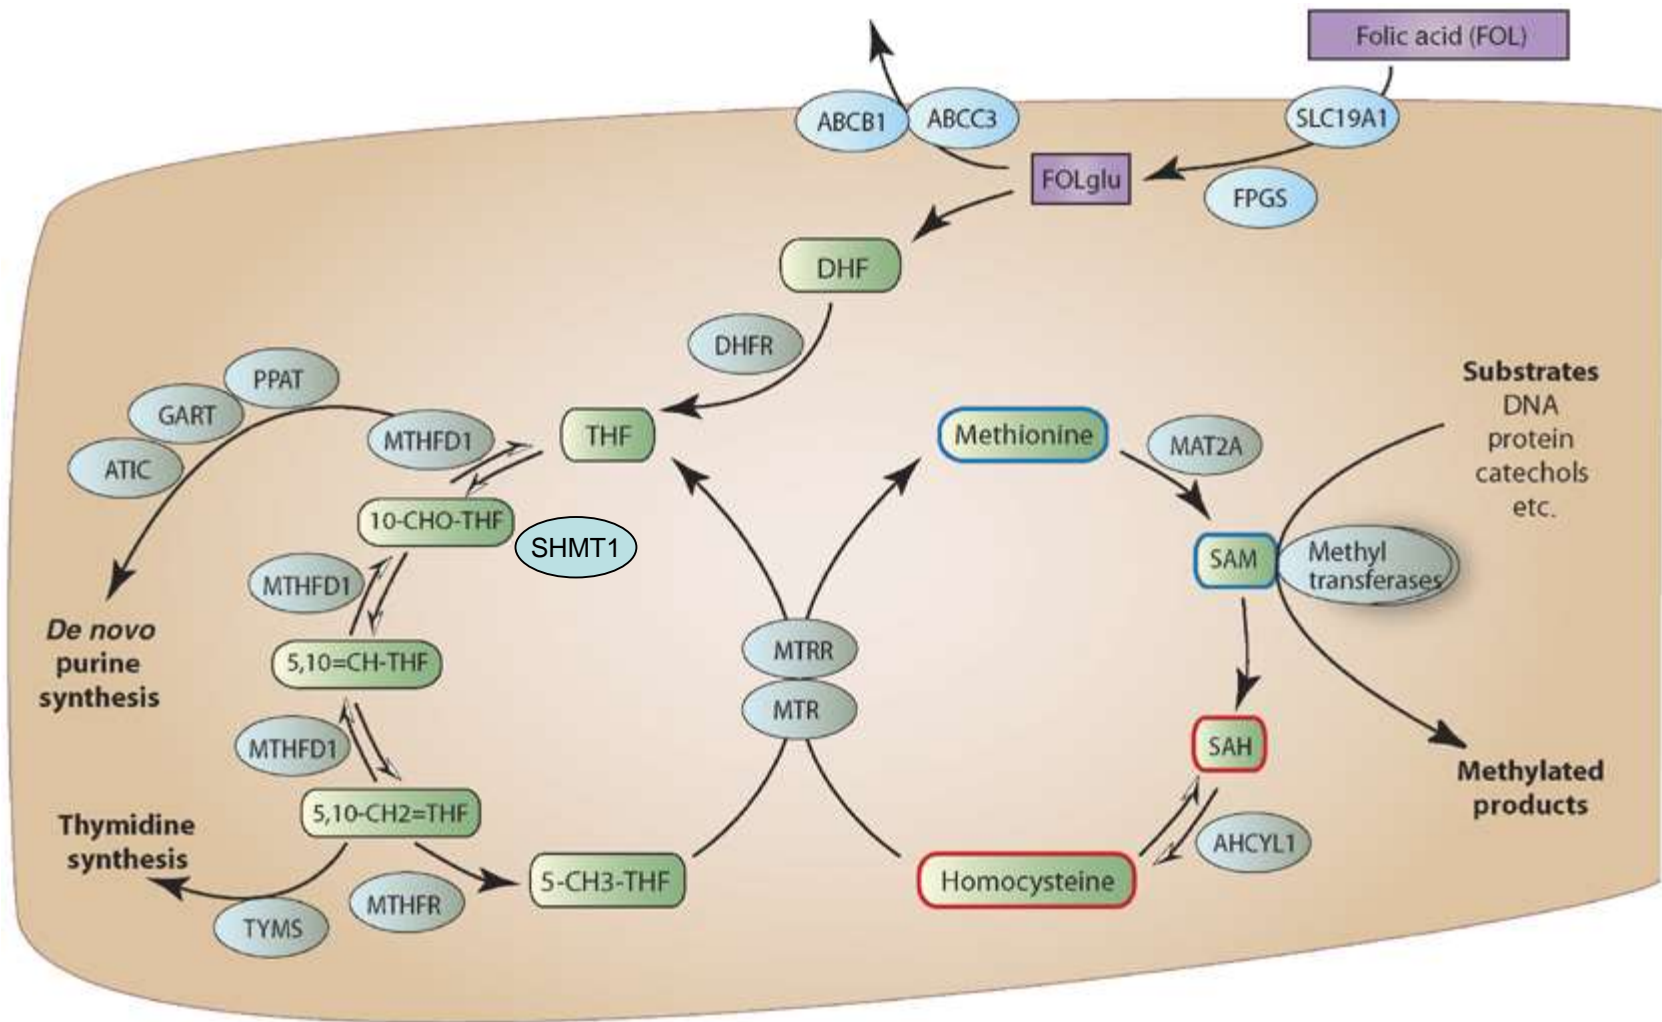 Folic acid (FOL)
ABCB1
ABCC3
SLC19A1
FOLglu
FPGS
DHF
DHFR
PPAT
GART
ATIC
MTHFD1
THF
Methionine
MAT2A
Substrates
DNA
protein
catechols
etc.
10-CHO-THF
SHMT1
SAM
Methyl
transferases
MTHFD1
De novo
purine
synthesis
5,10=CH-THF
MTRR
MTR
MTHFD1
SAH
Methylated
products
5,10-CH2=THF
Thymidine
synthesis
AHCYL1
5-CH3-THF
Homocysteine
MTHFR
TYMS